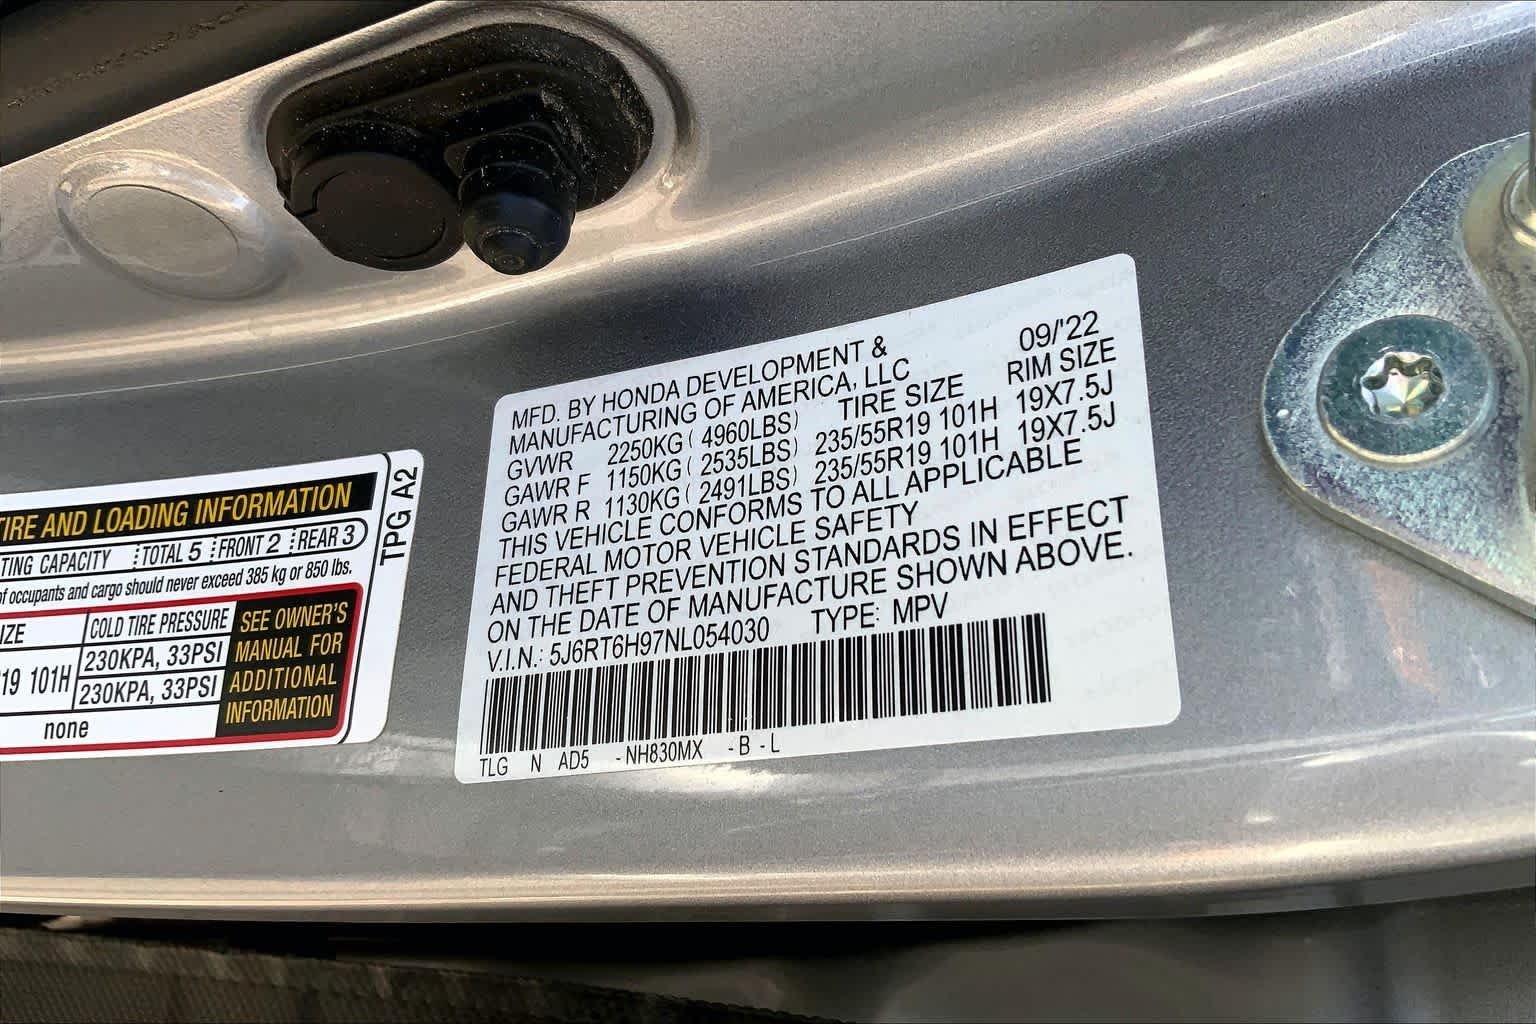 TIRE AND LOADING INFORMATION
TING CAPACITY TOTAL 5 FRONT 2 REAR 3
of occupants and cargo should never exceed 385 kg or 850 lbs.
IZE COLD TIRE PRESSURE SEE OWNER'S
MANUAL FOR
ADDITIONAL
INFORMATION
230KPA, 33PSI
19 101H 230KPA, 33PSI
none
TPG A2
MFD. BY HONDA DEVELOPMENT & 09/'22
MANUFACTURING OF AMERICA, LLC RIM SIZE
TIRE SIZE
GVWR 2250KG ( 4960LBS)
GAWR F 1150KG ( 2535LBS) 235/55R19 101H 19X7.5J
GAWR R 1130KG ( 2491LBS) 235/55R19 101H 19X7.5J
THIS VEHICLE CONFORMS TO ALL APPLICABLE
FEDERAL MOTOR VEHICLE SAFETY
AND THEFT PREVENTION STANDARDS IN EFFECT
ON THE DATE OF MANUFACTURE SHOWN ABOVE.
V.I.N.: 5J6RT6H97NL054030 TYPE: MPV
TLG N AD5 -NH830MX -B -L